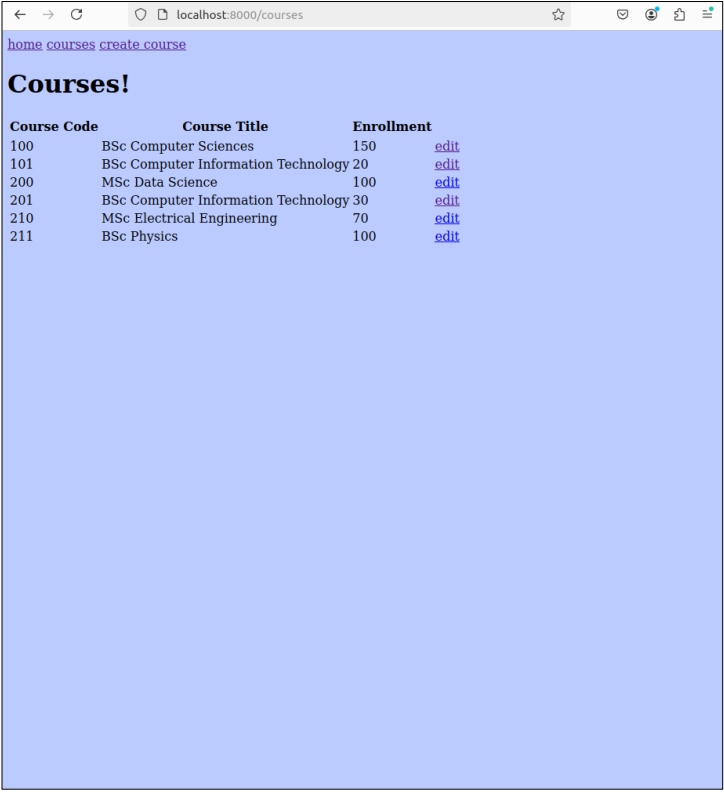 localhost:8000/courses
home courses create course
Courses!
Course Code Course Title Enrollment
100 BSc Computer Sciences 150 edit
101 BSc Computer Information Technology 20 edit
200 MSc Data Science 100 edit
201 BSc Computer Information Technology 30 edit
210 MSc Electrical Engineering 70 edit
211 BSc Physics 100 edit